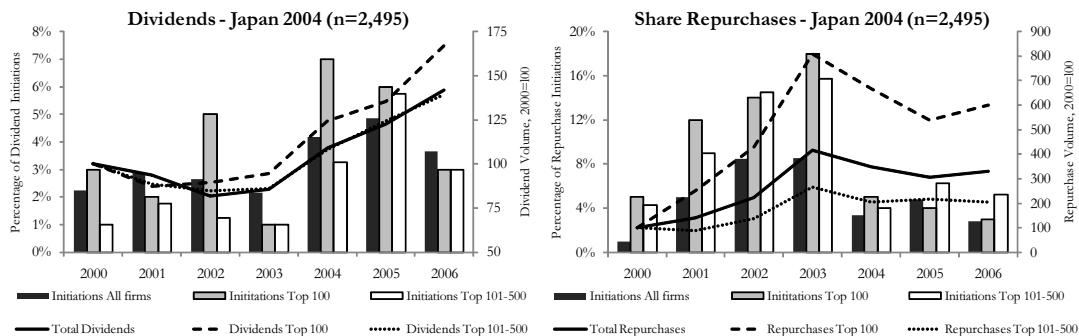 Dividends - Japan 2004 (n=2,495)
Percentage of Dividend Initiations
8%
7%
6%
5%
4%
3%
2%
1%
0%
175
150
125
100
75
50
Dividend Volume, 2000=100
2000 2001 2002 2003 2004 2005 2006
Initiations All firms Inititations Top 100 Initiations Top 101-500
Total Dividends Dividends Top 100 Dividends Top 101-500
Share Repurchases - Japan 2004 (n=2,495)
Percentage of Repurchase Initiations
20%
16%
12%
8%
4%
0%
900
800
700
600
500
400
300
200
100
0
Repurchase Volume, 2000=100
2000 2001 2002 2003 2004 2005 2006
Initiations All firms Inititations Top 100 Initiations Top 101-500
Total Repurchases Repurchases Top 100 Repurchases Top 101-500